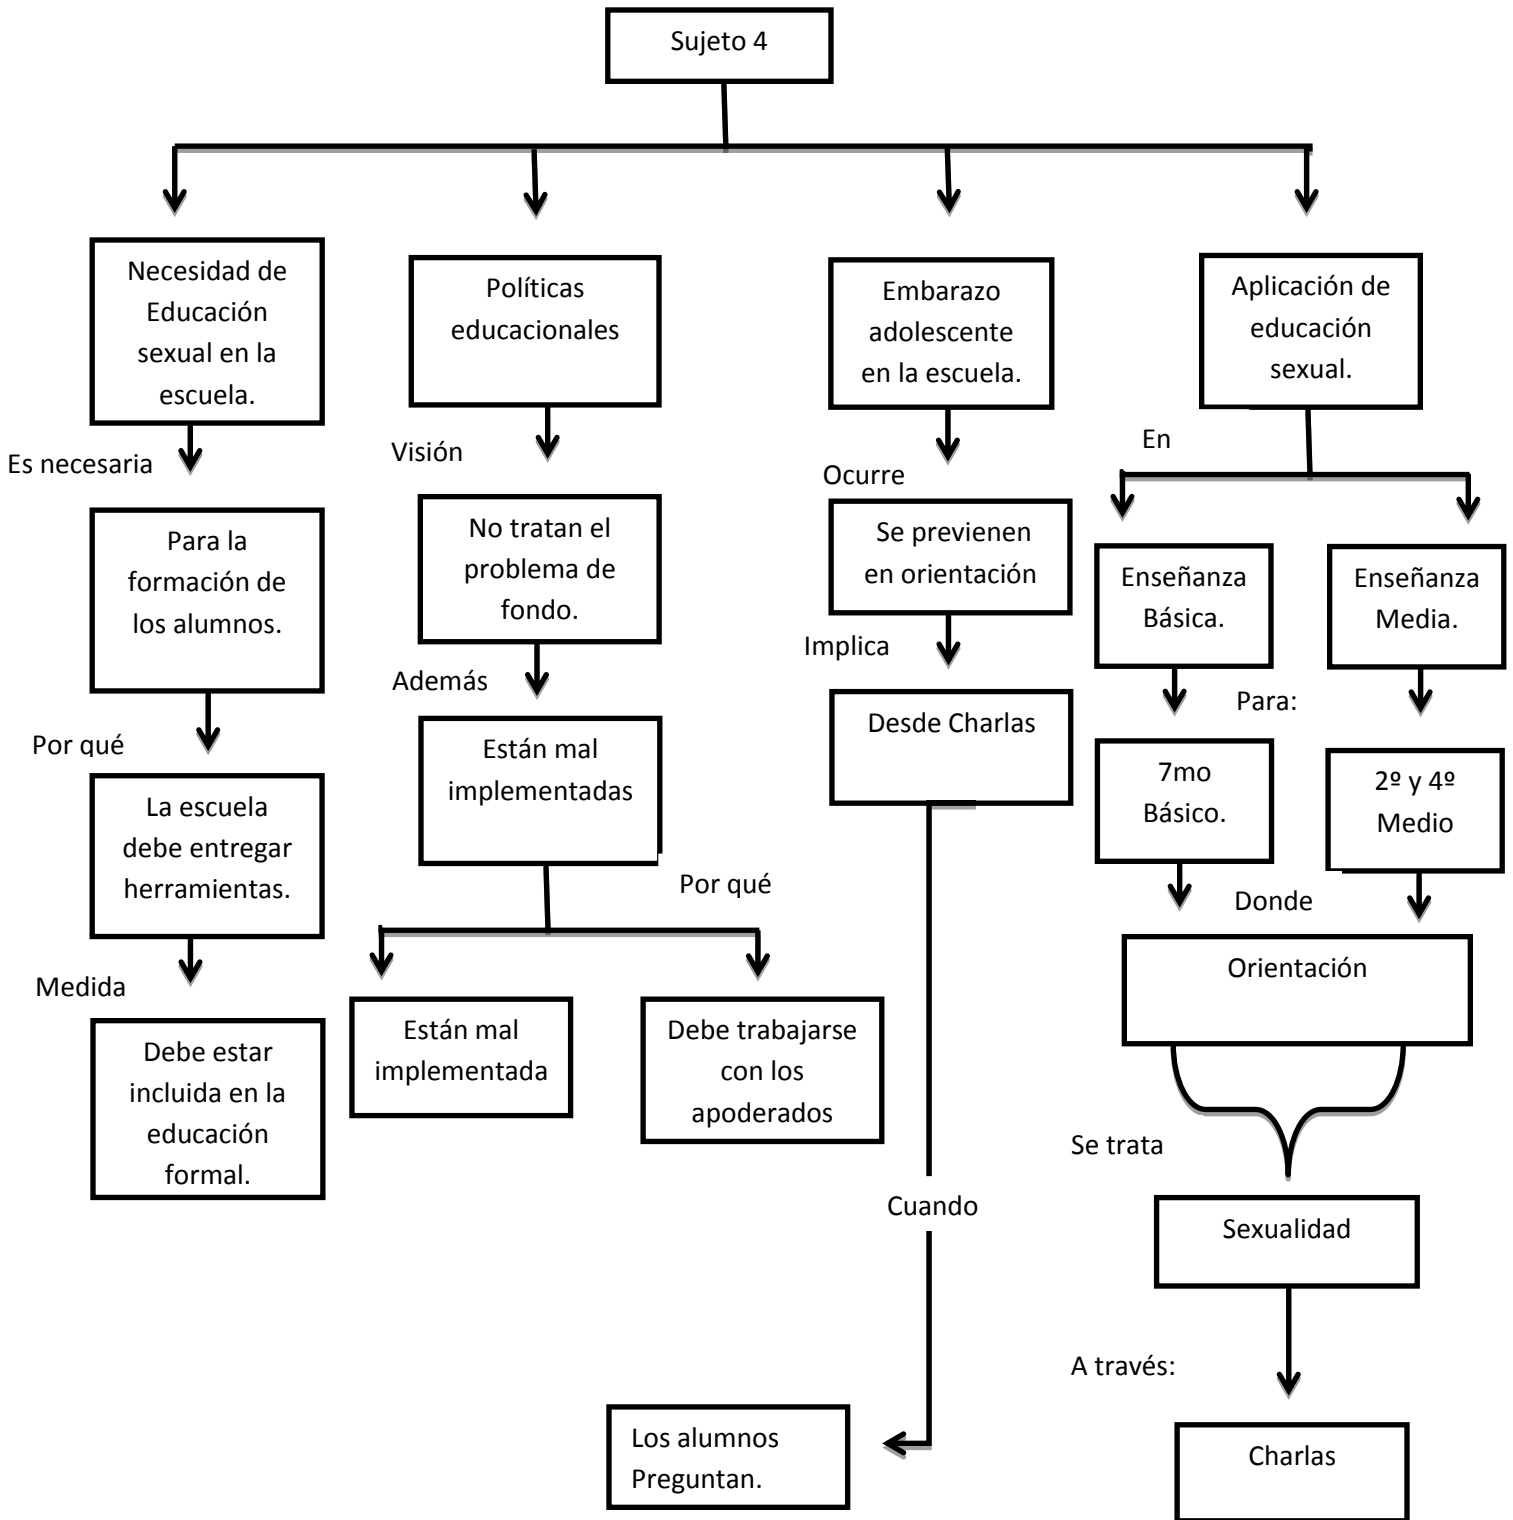 Sujeto 4
Necesidad de
Educación
sexual en la
escuela.
Es necesaria
Para la
formación de
los alumnos.
Por qué
La escuela
debe entregar
herramientas.
Medida
Debe estar
incluida en la
educación
formal.
Políticas
educacionales
Visión
No tratan el
problema de
fondo.
Además
Están mal
implementadas
Por qué
Están mal
implementada
Debe trabajarse
con los
apoderados
Embarazo
adolescente
en la escuela.
Ocurre
Se previenen
en orientación
Implica
Desde Charlas
Cuando
Los alumnos
Preguntan.
Aplicación de
educación
sexual.
En
Enseñanza
Básica.
Enseñanza
Media.
Para:
7mo
Básico.
2º y 4º
Medio
Donde
Orientación
Se trata
Sexualidad
A través:
Charlas